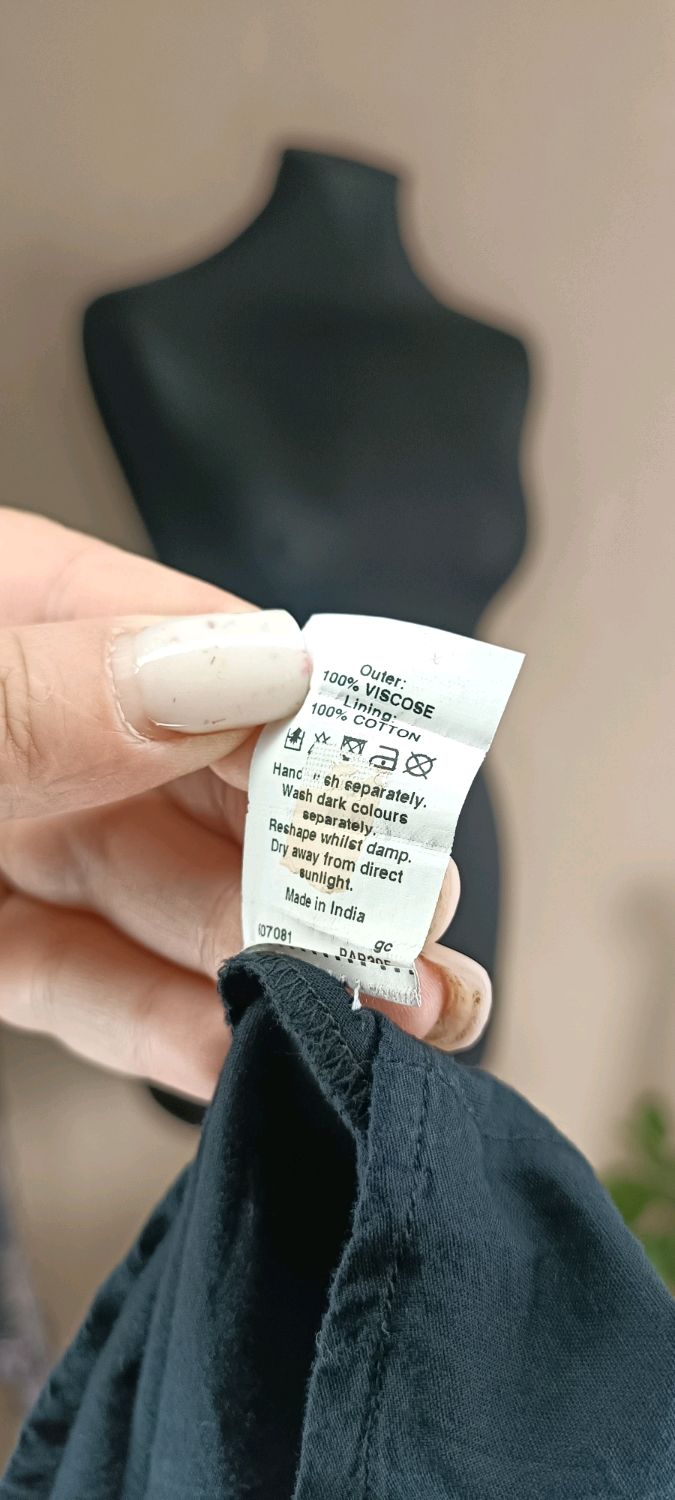 Outer:
100% VISCOSE
Lining:
100% COTTON
Hand sh separately.
Wash dark colours
separately.
Reshape whilst damp.
Dry away from direct
sunlight.
Made in India
07081 gc